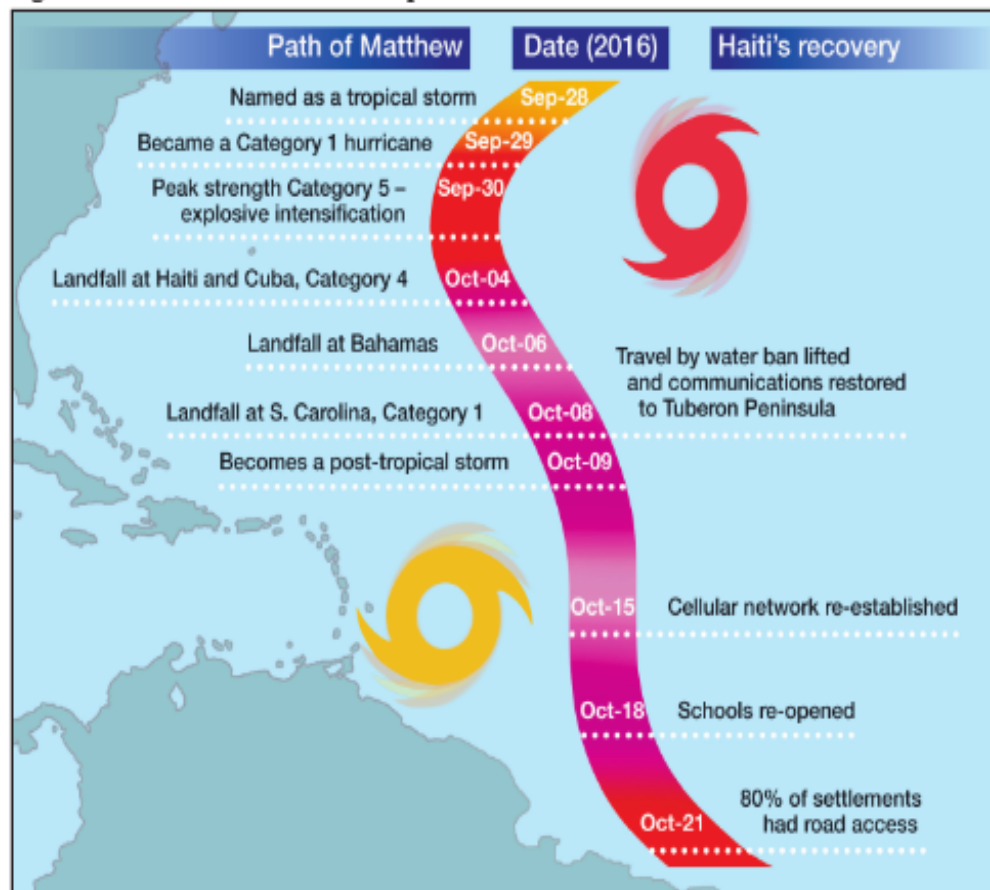 Path of Matthew Date (2016) Haiti's recovery
Named as a tropical storm Sep-28
Became a Category 1 hurricane Sep-29
Peak strength Category 5 – Sep-30
explosive intensification
Landfall at Haiti and Cuba, Category 4 Oct-04
Landfall at Bahamas Oct-06
Travel by water ban lifted
and communications restored
to Tuberon Peninsula
Landfall at S. Carolina, Category 1 Oct-08
Becomes a post-tropical storm Oct-09
Oct-15 Cellular network re-established
Oct-18 Schools re-opened
80% of settlements
Oct-21 had road access